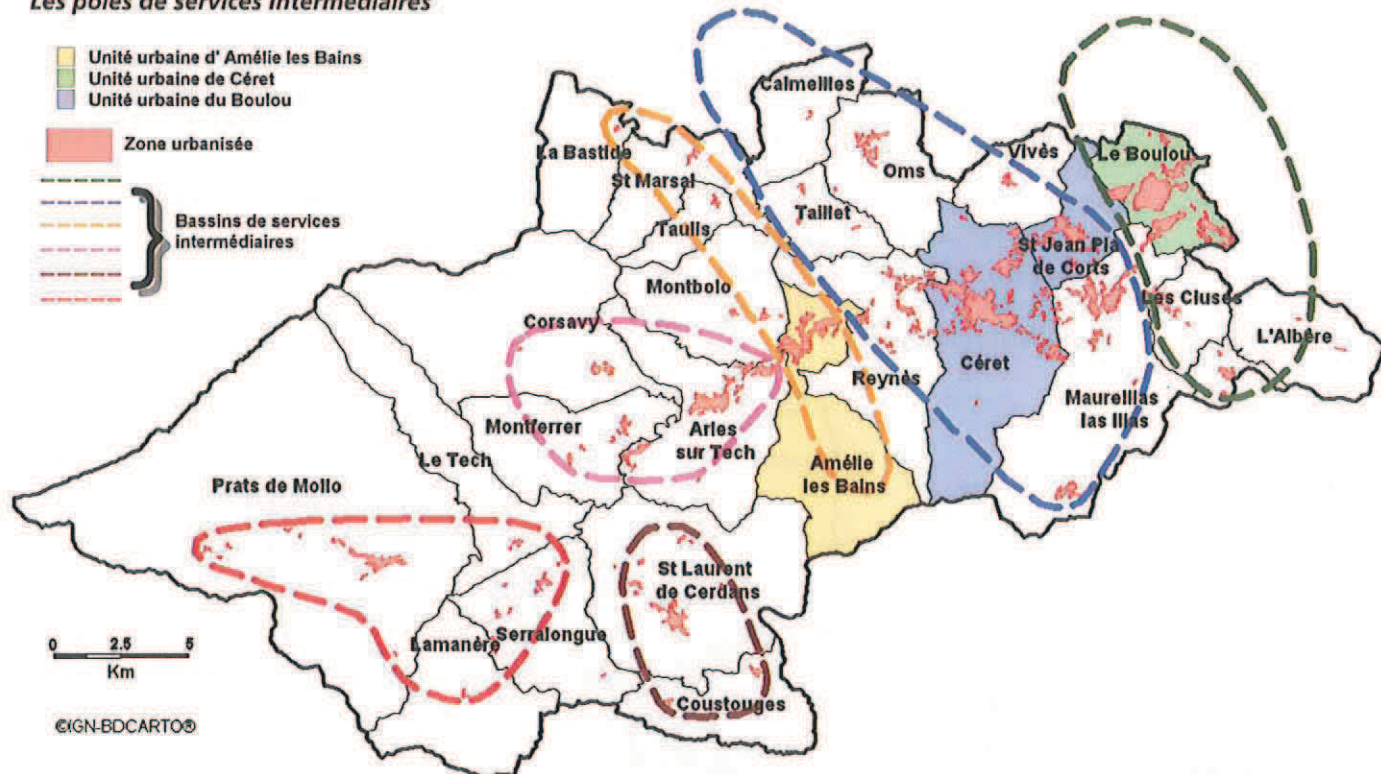 Les pôles de services intermédiaires
Unité urbaine d' Amélie les Bains
Unité urbaine de Céret
Unité urbaine du Boulou
Zone urbanisée
Bassins de services
intermédiaires
Calmeilles
La Bastide
Oms
Vivès
Le Boulou
St Marsal
Taillet
Taulis
St Jean Pla
de Corts
Montbolo
Les Cluses
Corsavy
L'Albère
Reynès
Céret
Maureillas
las Illas
Montferrer
Arles
sur Tech
Le Tech
Amélie
les Bains
Prats de Mollo
St Laurent
de Cerdans
Lamanère
Serralongue
Coustouges
0 2.5 5
Km
©IGN-BDCARTO®